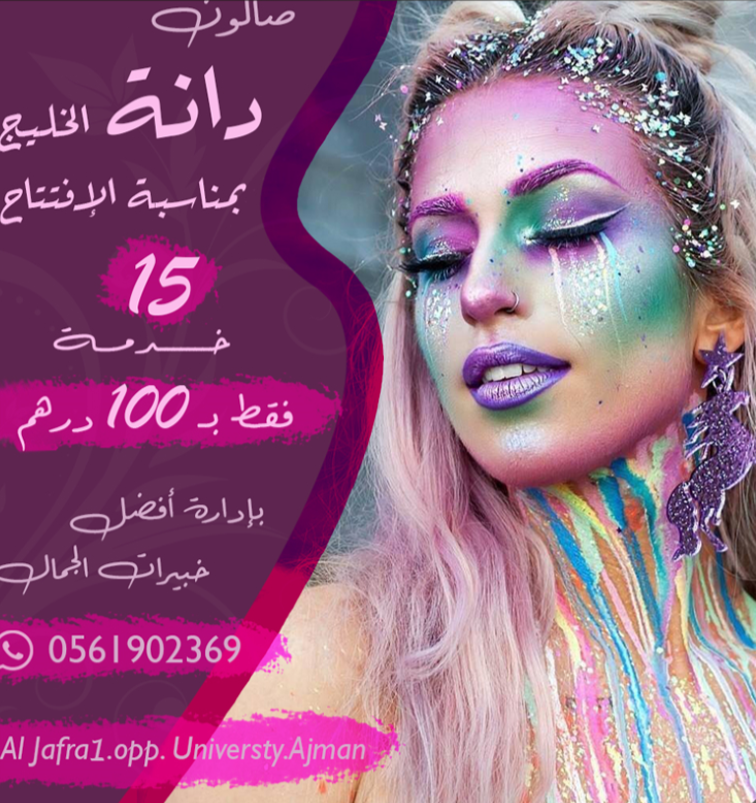 صالون
دانة الخليج
بمناسبة الإفتتاح
15
خدمة
فقط بـ 100 درهم
بإدارة أفضل
خبيرات الجمال
0561902369
Al Jafra1.opp. Universty.Ajman